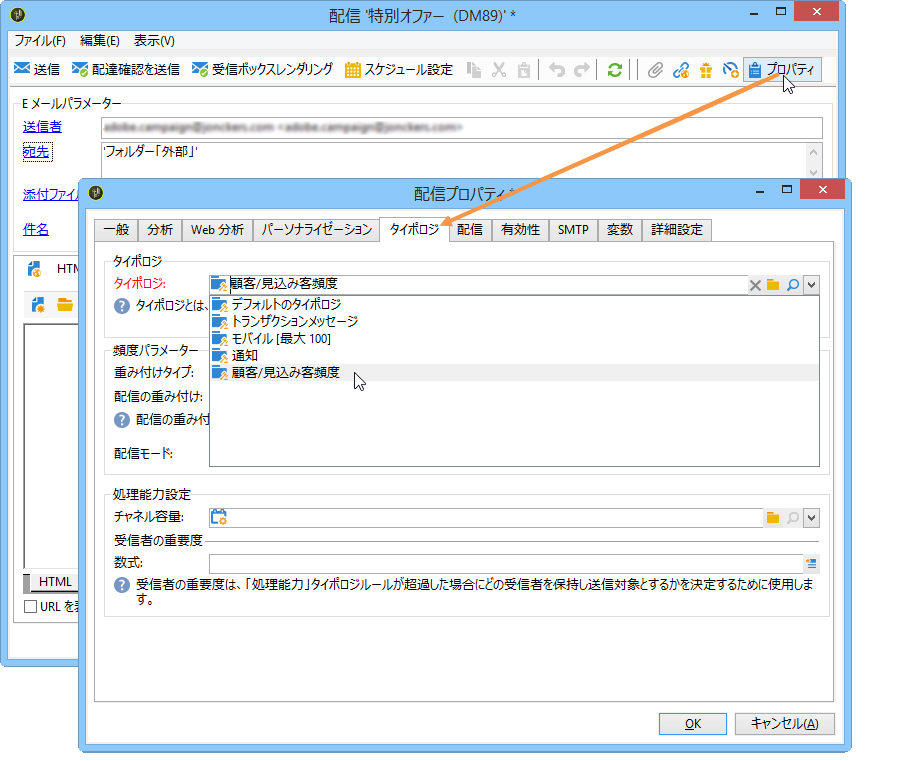 配信 '特別オファー（DM89）' *
ファイル(F) 編集(E) 表示(V)
送信 配達確認を送信 受信ボックスレンダリング スケジュール設定 プロパティ
E メールパラメーター
送信者
宛先 'フォルダー「外部」'
添付ファイル
件名
HTM
HTML
URL を表
配信プロパティ *
一般 分析 Web 分析 パーソナライゼーション タイポロジ 配信 有効性 SMTP 変数 詳細設定
タイポロジ
タイポロジ: 顧客/見込み客頻度
タイポロジとは、
デフォルトのタイポロジ
トランザクションメッセージ
モバイル [最大 100]
通知
顧客/見込み客頻度
頻度パラメーター
重み付けタイプ:
配信の重み付け:
配信の重み付
配信モード:
処理能力設定
チャネル容量:
受信者の重要度
数式:
受信者の重要度は、「処理能力」タイポロジルールが超過した場合にどの受信者を保持し送信対象とするかを決定するために使用しま
す。
OK キャンセル(A)